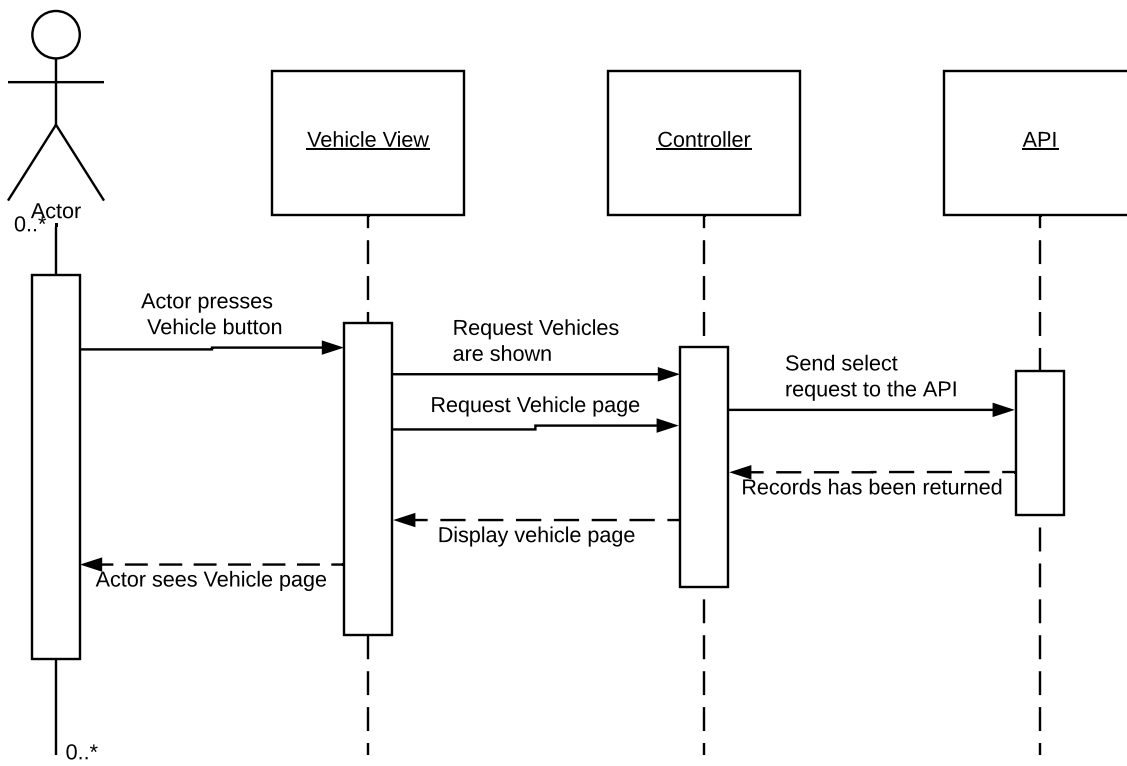 Vehicle View
Controller
API
Actor
0..*
Actor presses
Vehicle button
Request Vehicles
are shown
Send select
request to the API
Request Vehicle page
Records has been returned
Display vehicle page
Actor sees Vehicle page
0..*